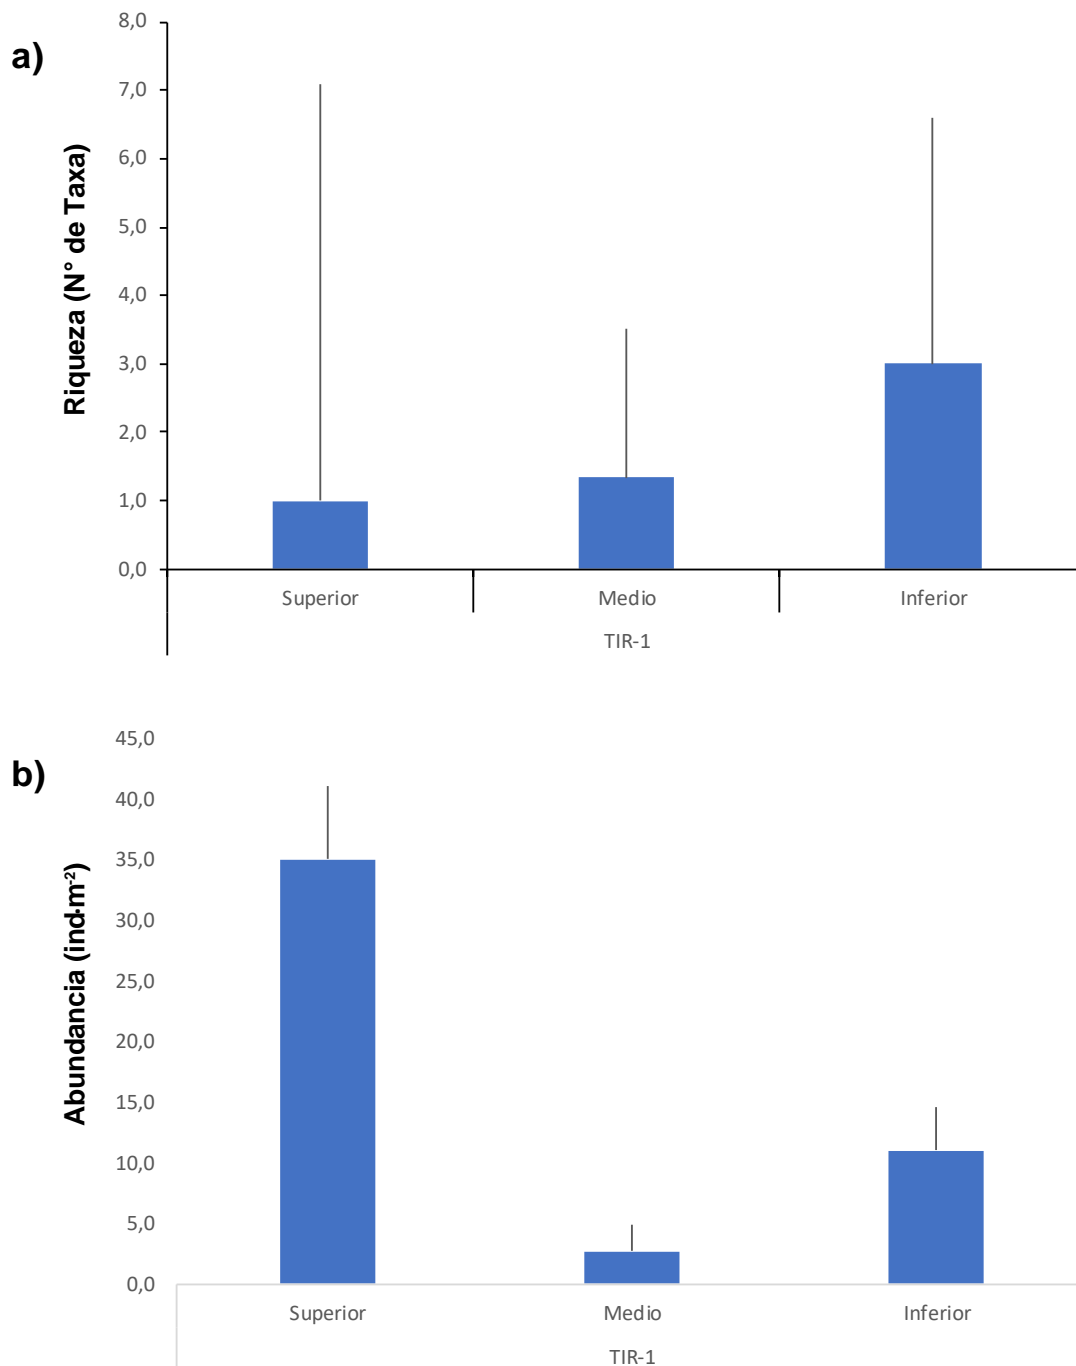 a)
Riqueza (N° de Taxa)
8,0
7,0
6,0
5,0
4,0
3,0
2,0
1,0
0,0
Superior Medio Inferior
TIR-1
b)
Abundancia (ind·m-2)
45,0
40,0
35,0
30,0
25,0
20,0
15,0
10,0
5,0
0,0
Superior Medio Inferior
TIR-1